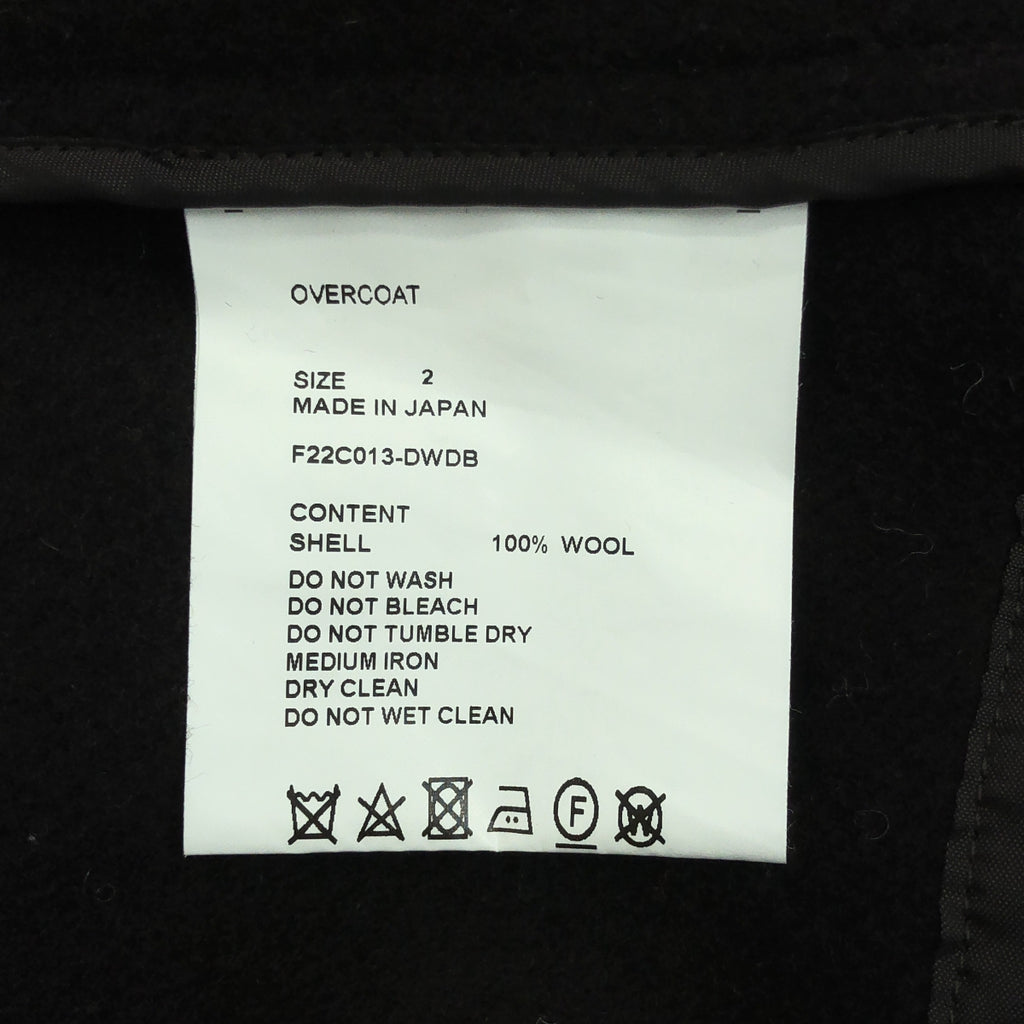 OVERCOAT
SIZE 2
MADE IN JAPAN
F22C013-DWDB
CONTENT
SHELL 100% WOOL
DO NOT WASH
DO NOT BLEACH
DO NOT TUMBLE DRY
MEDIUM IRON
DRY CLEAN
DO NOT WET CLEAN
F W